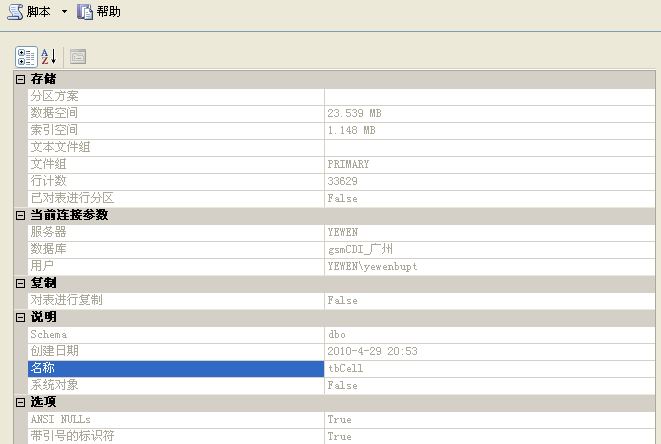 脚本 帮助
存储
分区方案
数据空间 23.539 MB
索引空间 1.148 MB
文本文件组
文件组 PRIMARY
行计数 33629
已对表进行分区 False
当前连接参数
服务器 YEWEN
数据库 gsmCDI_广州
用户 YEWEN\yewenbupt
复制
对表进行复制 False
说明
Schema dbo
创建日期 2010-4-29 20:53
名称 tbCell
系统对象 False
选项
ANSI NULLs True
带引号的标识符 True